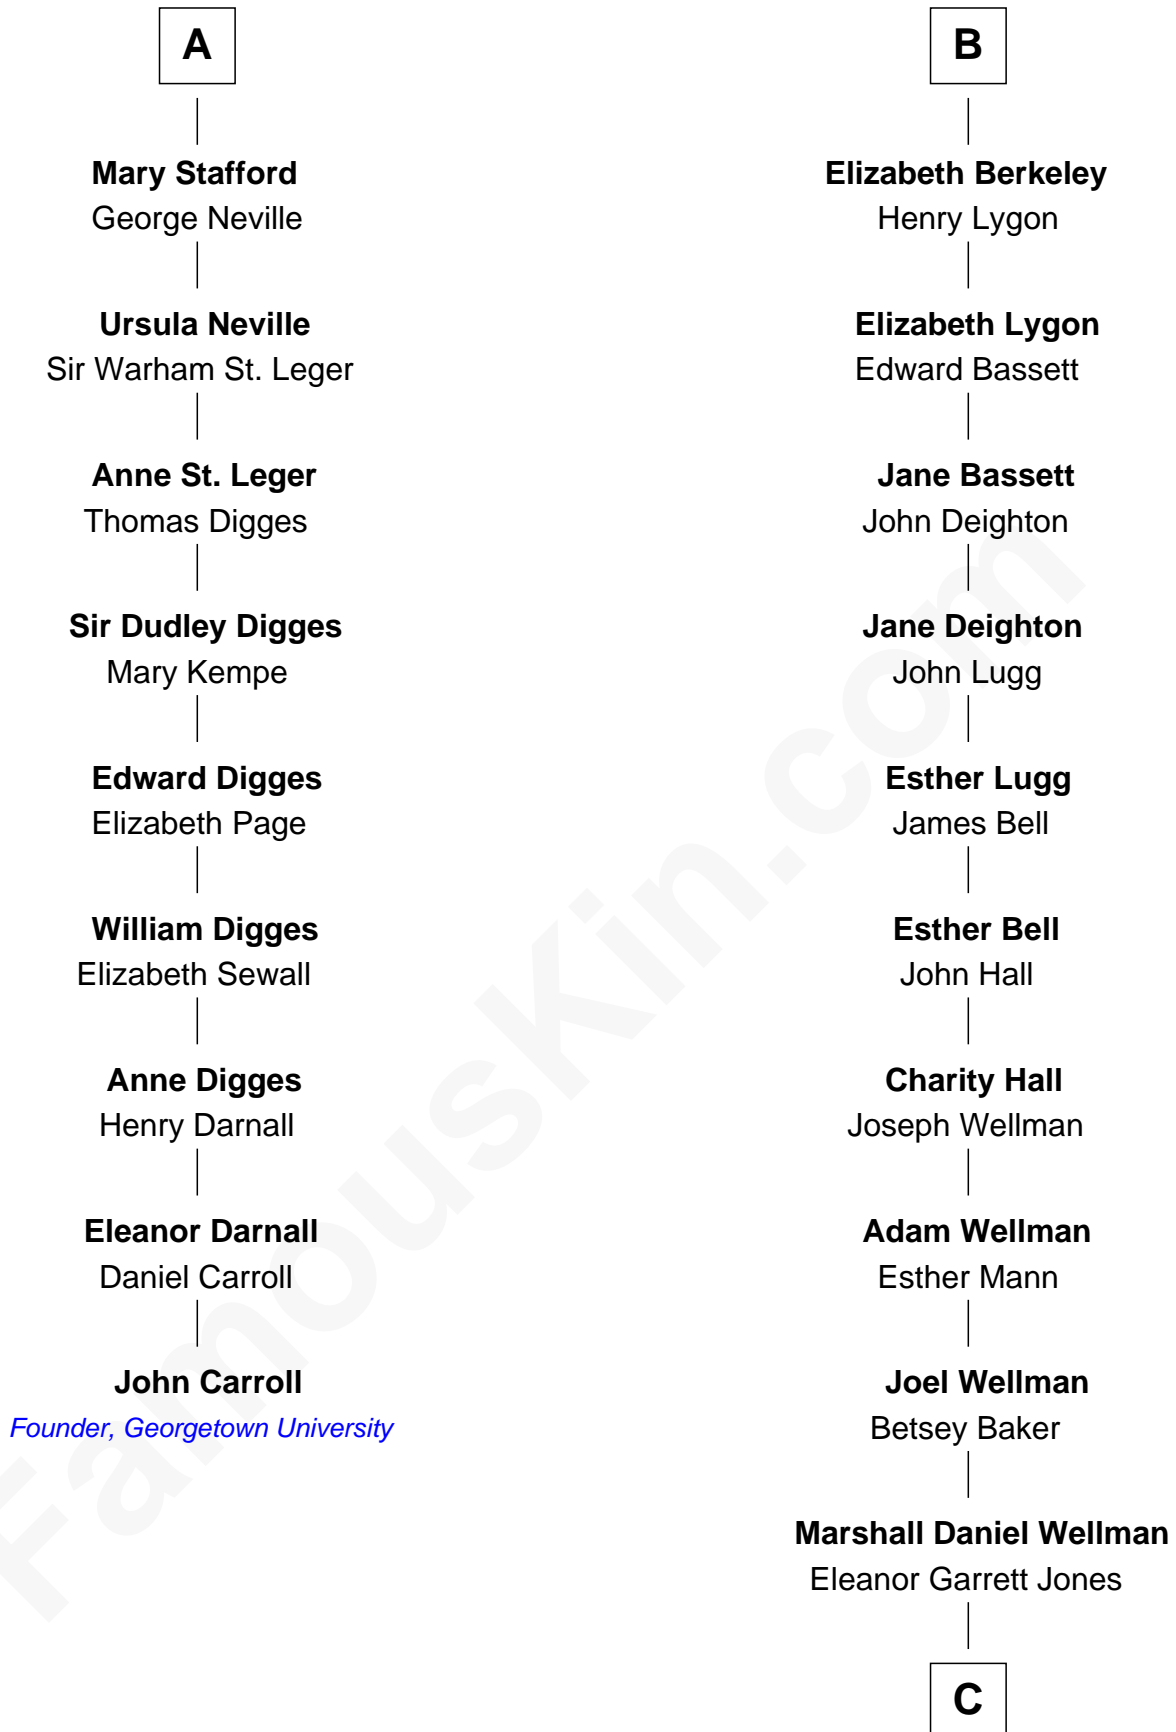 A
Mary Stafford
George Neville
Ursula Neville
Sir Warham St. Leger
Anne St. Leger
Thomas Digges
Sir Dudley Digges
Mary Kempe
Edward Digges
Elizabeth Page
William Digges
Elizabeth Sewall
Anne Digges
Henry Darnall
Eleanor Darnall
Daniel Carroll
John Carroll
Founder, Georgetown University
B
Elizabeth Berkeley
Henry Lygon
Elizabeth Lygon
Edward Bassett
Jane Bassett
John Deighton
Jane Deighton
John Lugg
Esther Lugg
James Bell
Esther Bell
John Hall
Charity Hall
Joseph Wellman
Adam Wellman
Esther Mann
Joel Wellman
Betsey Baker
Marshall Daniel Wellman
Eleanor Garrett Jones
C
FamousKin.com